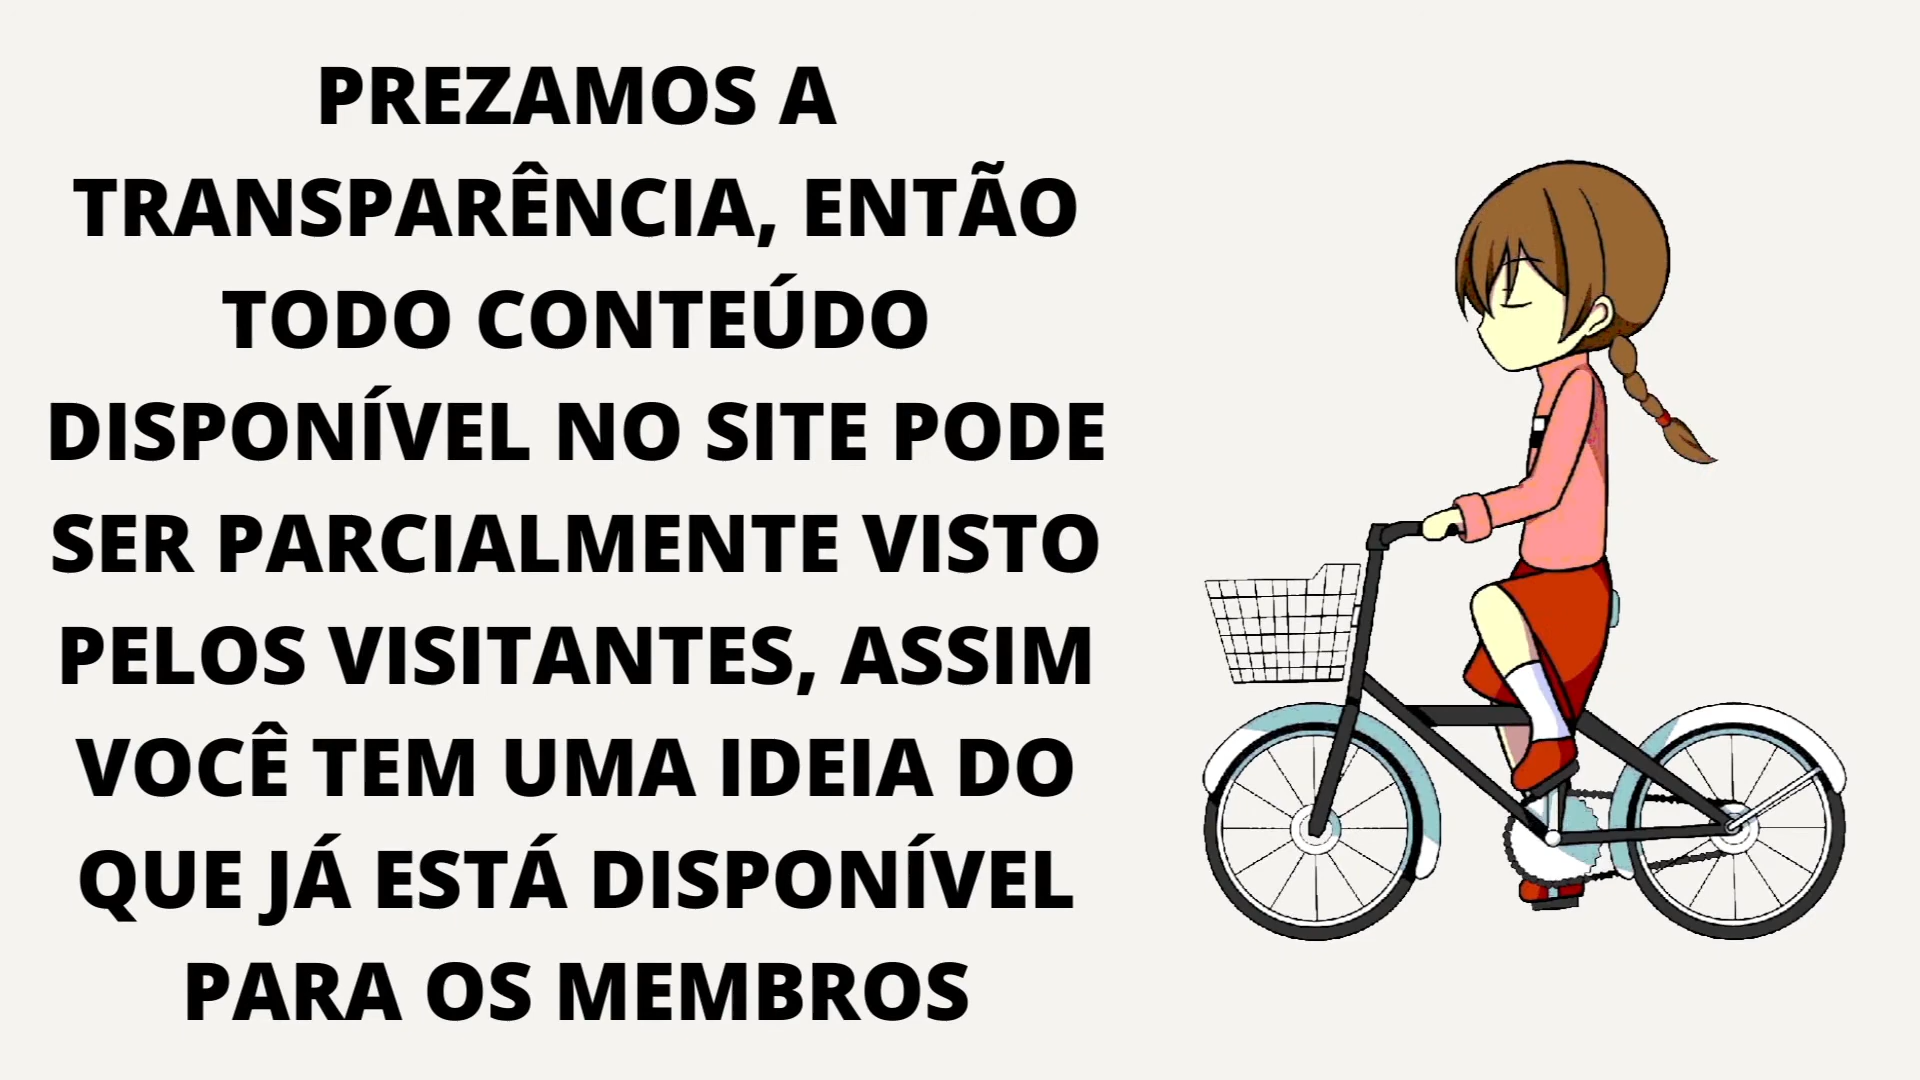 PREZAMOS A
TRANSPARÊNCIA, ENTÃO
TODO CONTEÚDO
DISPONÍVEL NO SITE PODE
SER PARCIALMENTE VISTO
PELOS VISITANTES, ASSIM
VOCÊ TEM UMA IDEIA DO
QUE JÁ ESTÁ DISPONÍVEL
PARA OS MEMBROS